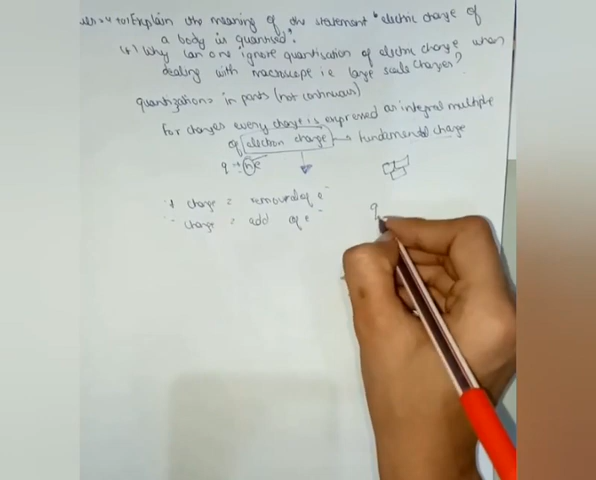 (a) Explain the meaning of the statement "electric charge of
a body is quantised".
(b) Why can one ignore quantisation of electric charge when
dealing with macroscope i.e large scale charges?
quantization = in parts (not continuous)
For charges every charge is expressed as integral multiple
of electron charge → Fundamental charge
q = ± ne
+ charge = removal of e⁻
- charge = add of e⁻
q